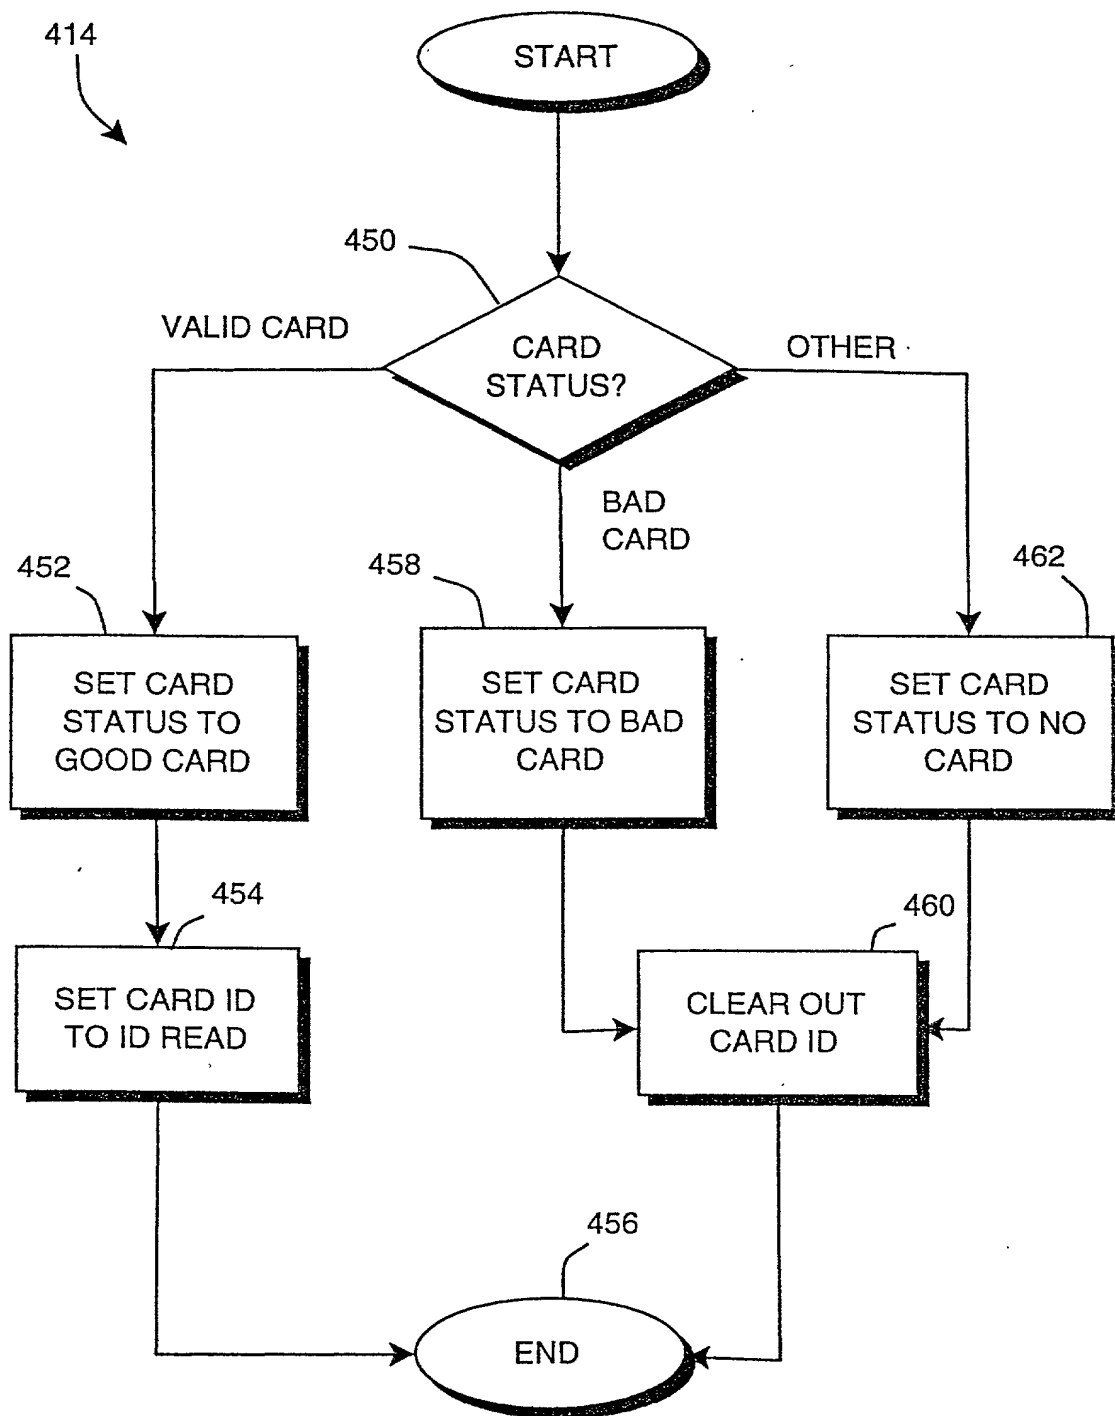 414
START
450
VALID CARD
CARD
STATUS?
OTHER
BAD
CARD
452
458
462
SET CARD
STATUS TO
GOOD CARD
SET CARD
STATUS TO BAD
CARD
SET CARD
STATUS TO NO
CARD
454
460
SET CARD ID
TO ID READ
CLEAR OUT
CARD ID
456
END